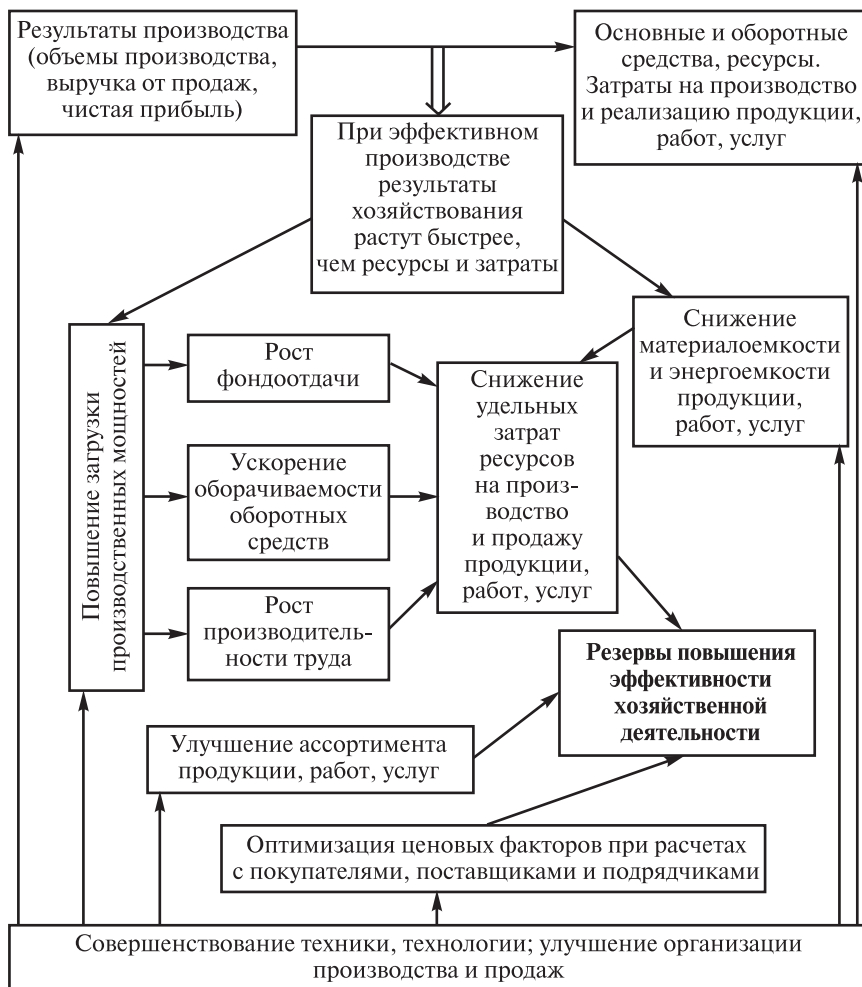 Результаты производства
(объемы производства,
выручка от продаж,
чистая прибыль)
Основные и оборотные
средства, ресурсы.
Затраты на производство
и реализацию продукции,
работ, услуг
При эффективном
производстве
результаты
хозяйствования
растут быстрее,
чем ресурсы и затраты
Повышение загрузки
производственных мощностей
Рост
фондоотдачи
Ускорение
оборачиваемости
оборотных
средств
Рост
производитель-
ности труда
Снижение
удельных
затрат
ресурсов
на произ-
водство
и продажу
продукции,
работ, услуг
Снижение
материалоемкости
и энергоемкости
продукции,
работ, услуг
Резервы повышения
эффективности
хозяйственной
деятельности
Улучшение ассортимента
продукции, работ, услуг
Оптимизация ценовых факторов при расчетах
с покупателями, поставщиками и подрядчиками
Совершенствование техники, технологии; улучшение организации
производства и продаж